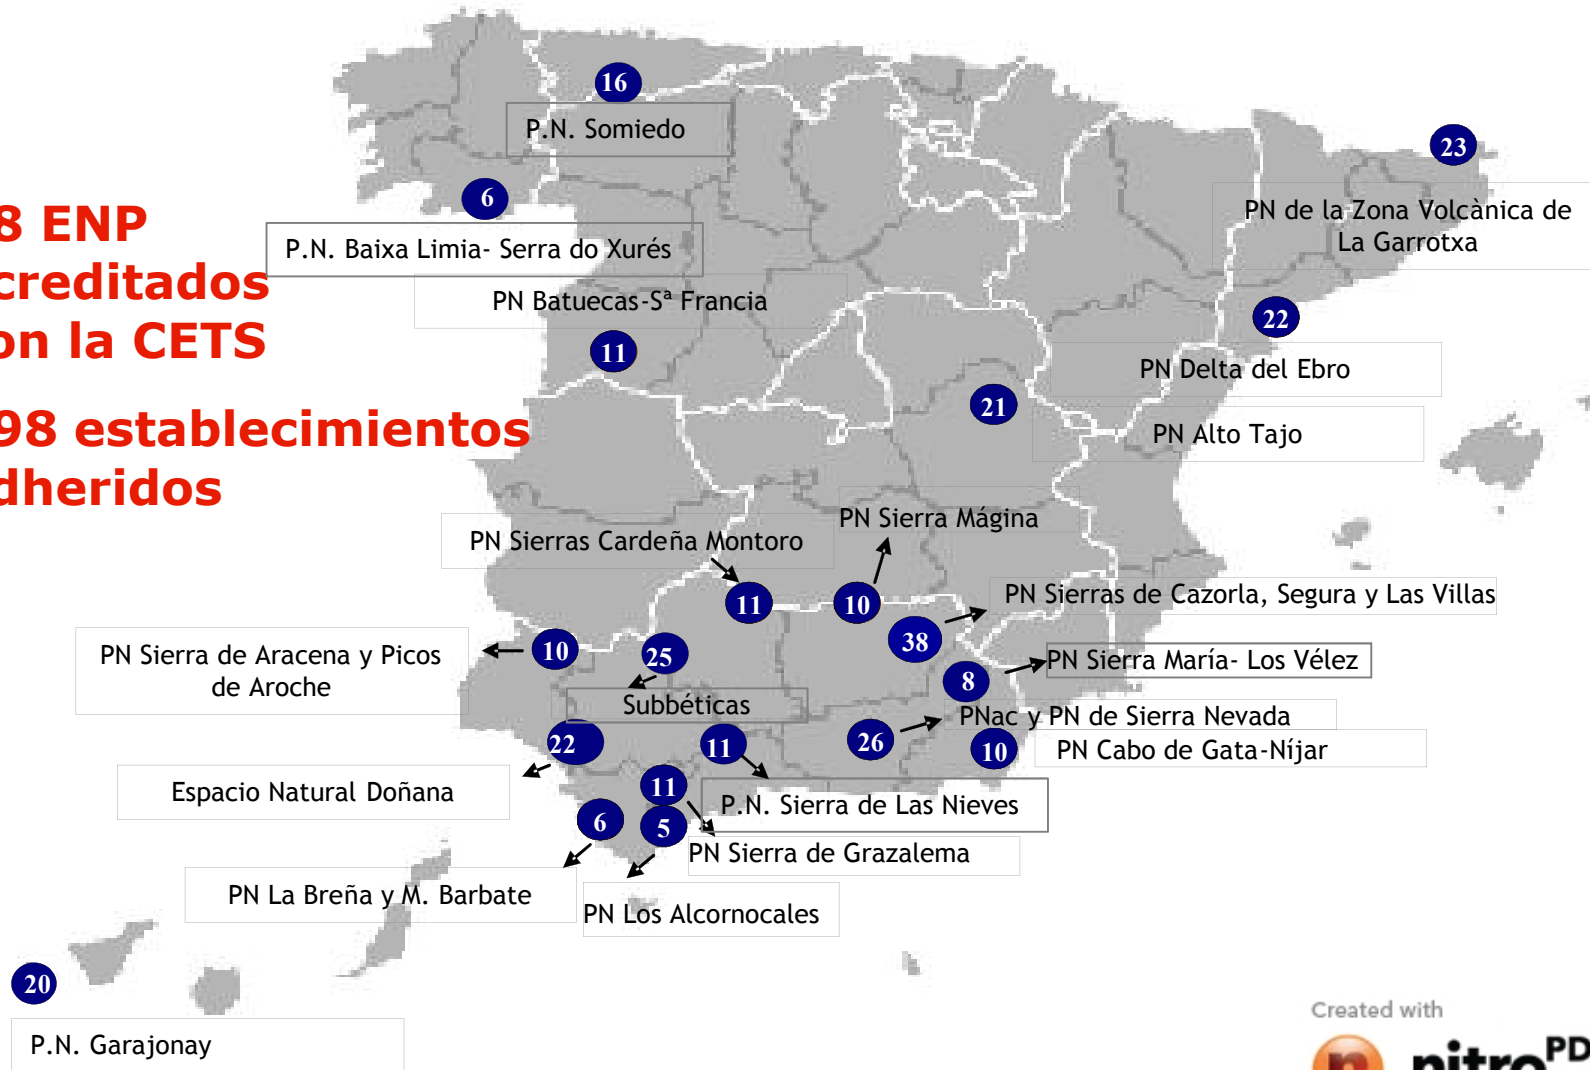 16
P.N. Somiedo
23
6
PN de la Zona Volcànica de
La Garrotxa
8 ENP
creditados
on la CETS
P.N. Baixa Limia- Serra do Xurés
PN Batuecas-Sª Francia
22
11
PN Delta del Ebro
21
98 establecimientos
dheridos
PN Alto Tajo
PN Sierra Mágina
PN Sierras Cardeña Montoro
11
10
PN Sierras de Cazorla, Segura y Las Villas
38
PN Sierra de Aracena y Picos
de Aroche
10
25
PN Sierra María- Los Vélez
8
Subbéticas
PNac y PN de Sierra Nevada
22
11
26
10
PN Cabo de Gata-Níjar
Espacio Natural Doñana
11
P.N. Sierra de Las Nieves
6
5
PN Sierra de Grazalema
PN La Breña y M. Barbate
PN Los Alcornocales
20
P.N. Garajonay
Created with
nitroPD